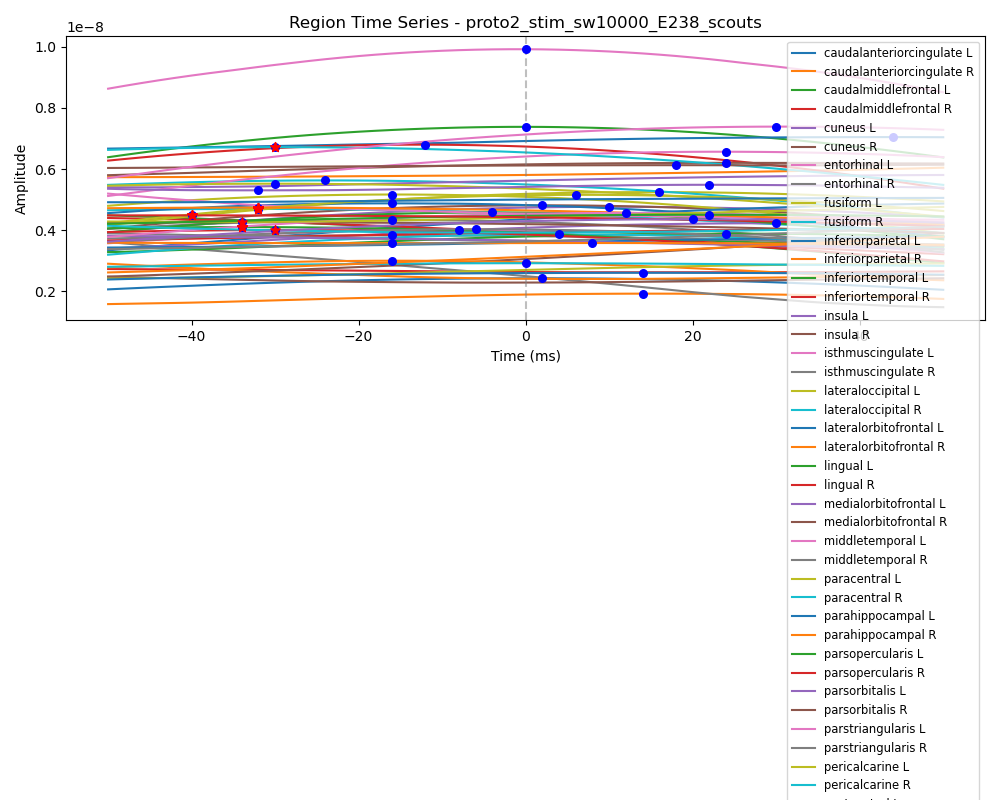 Region Time Series - proto2_stim_sw10000_E238_scouts
1e−8
1.0
0.8
0.6
0.4
0.2
Amplitude
−40
−20
0
20
Time (ms)
caudalanteriorcingulate L
caudalanteriorcingulate R
caudalmiddlefrontal L
caudalmiddlefrontal R
cuneus L
cuneus R
entorhinal L
entorhinal R
fusiform L
fusiform R
inferiorparietal L
inferiorparietal R
inferiortemporal L
inferiortemporal R
insula L
insula R
isthmuscingulate L
isthmuscingulate R
lateraloccipital L
lateraloccipital R
lateralorbitofrontal L
lateralorbitofrontal R
lingual L
lingual R
medialorbitofrontal L
medialorbitofrontal R
middletemporal L
middletemporal R
paracentral L
paracentral R
parahippocampal L
parahippocampal R
parsopercularis L
parsopercularis R
parsorbitalis L
parsorbitalis R
parstriangularis L
parstriangularis R
pericalcarine L
pericalcarine R